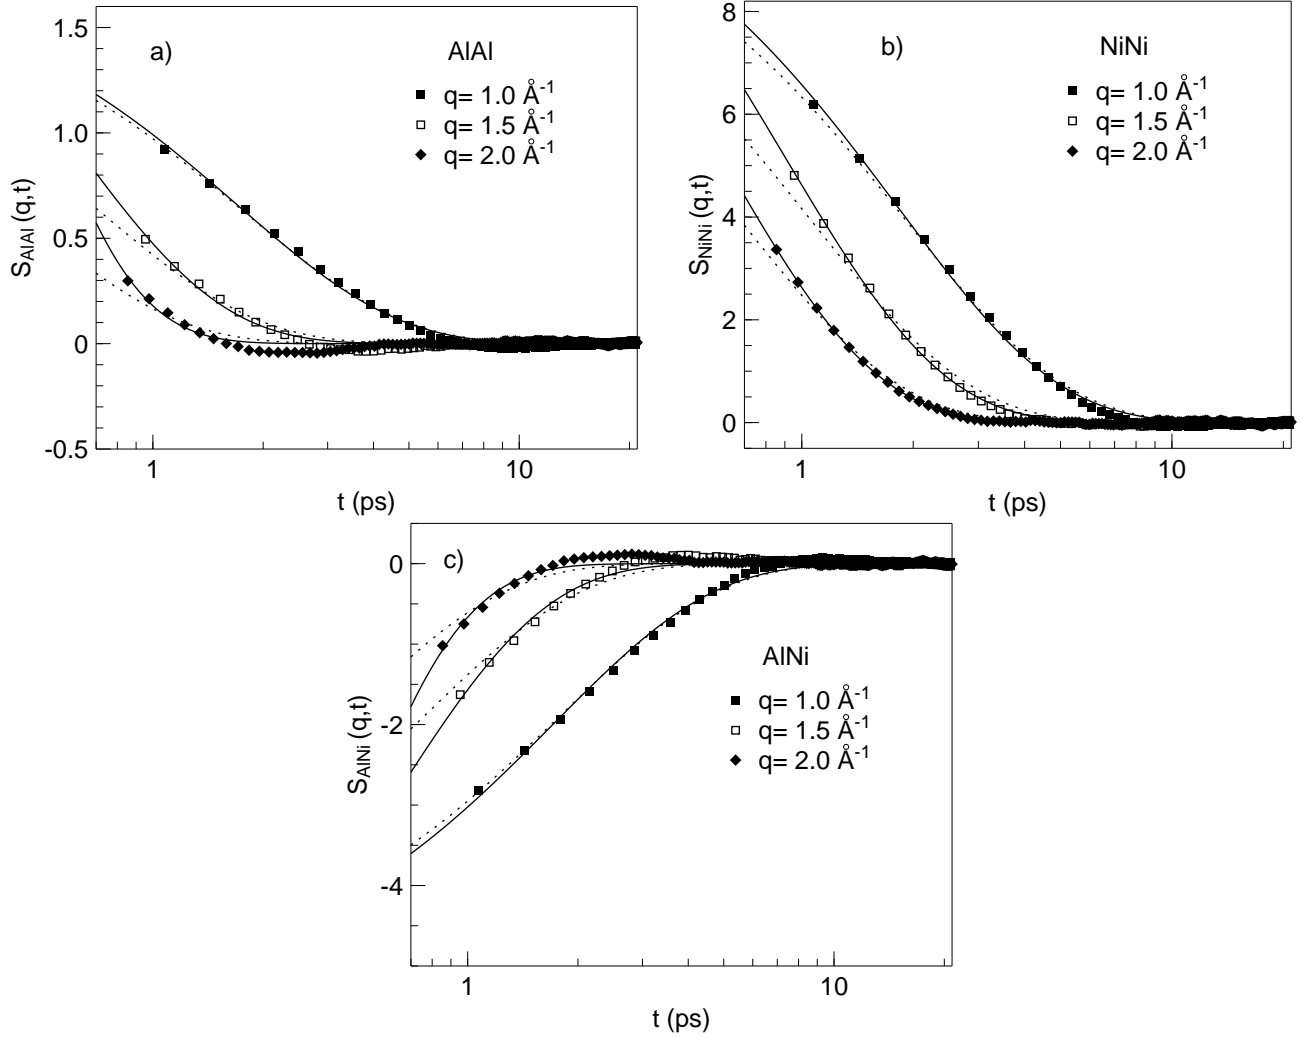 a)
AlAl
q= 1.0 Å-1
q= 1.5 Å-1
q= 2.0 Å-1
1.5
1.0
0.5
0
-0.5
SAlAl (q,t)
1
10
t (ps)
b)
NiNi
q= 1.0 Å-1
q= 1.5 Å-1
q= 2.0 Å-1
8
6
4
2
0
SNiNi (q,t)
1
10
t (ps)
c)
AlNi
q= 1.0 Å-1
q= 1.5 Å-1
q= 2.0 Å-1
0
-2
-4
SAlNi (q,t)
1
10
t (ps)